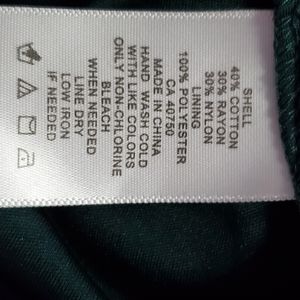 SHELL
40% COTTON
30% RAYON
30% NYLON
LINING
100% POLYESTER
CA 40750
MADE IN CHINA
HAND WASH COLD
WITH LIKE COLORS
ONLY NON-CHLORINE
BLEACH
WHEN NEEDED
LINE DRY
LOW IRON
IF NEEDED